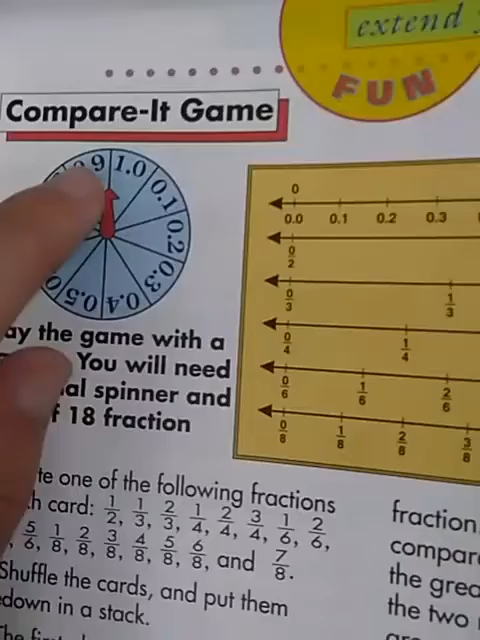 extend
FUN
Compare-It Game
0.9 1.0 0.1 0.2 0.3 0.4 0.5
0
0.0 0.1 0.2 0.3
0/2
0/3 1/3
0/4 1/4
0/6 1/6 2/6
0/8 1/8 2/8 3/8
ay the game with a
You will need
al spinner and
f 18 fraction
te one of the following fractions
h card: 1/2, 1/3, 2/3, 1/4, 2/4, 3/4, 1/6, 2/6,
5/6, 1/8, 2/8, 3/8, 4/8, 5/8, 6/8, and 7/8.
Shuffle the cards, and put them
down in a stack.
The first
fraction
compar
the grea
the two
are